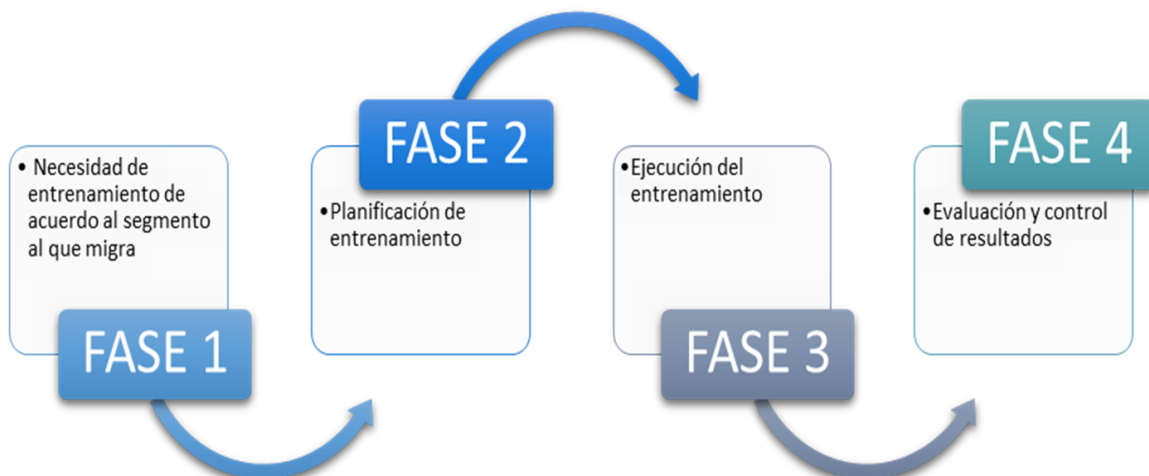 • Necesidad de
entrenamiento de
acuerdo al segmento
al que migra
FASE 1
FASE 2
• Planificación de
entrenamiento
• Ejecución del
entrenamiento
FASE 3
FASE 4
• Evaluación y control
de resultados